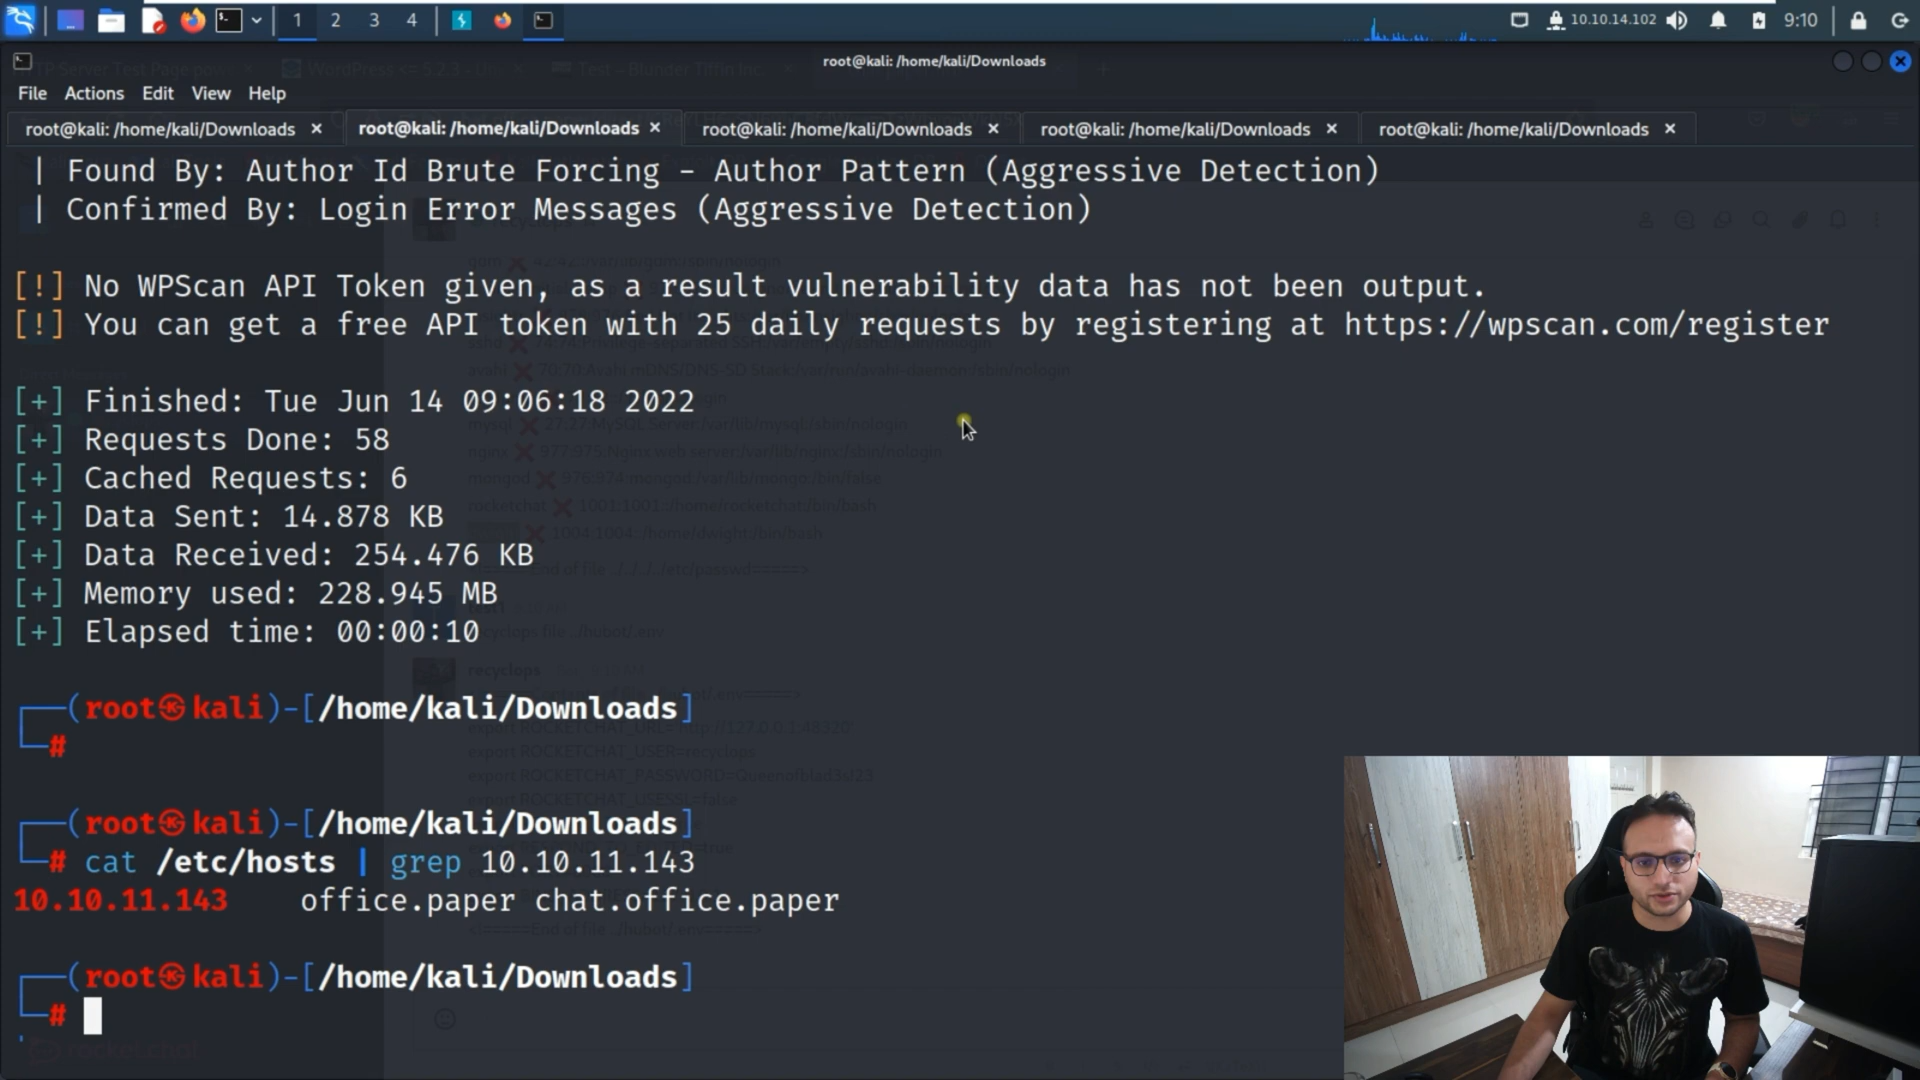 1 2 3 4
10.10.14.102
9:10
root@kali: /home/kali/Downloads
File Actions Edit View Help
root@kali: /home/kali/Downloads × root@kali: /home/kali/Downloads × root@kali: /home/kali/Downloads × root@kali: /home/kali/Downloads × root@kali: /home/kali/Downloads ×
| Found By: Author Id Brute Forcing - Author Pattern (Aggressive Detection)
| Confirmed By: Login Error Messages (Aggressive Detection)
[!] No WPScan API Token given, as a result vulnerability data has not been output.
[!] You can get a free API token with 25 daily requests by registering at https://wpscan.com/register
[+] Finished: Tue Jun 14 09:06:18 2022
[+] Requests Done: 58
[+] Cached Requests: 6
[+] Data Sent: 14.878 KB
[+] Data Received: 254.476 KB
[+] Memory used: 228.945 MB
[+] Elapsed time: 00:00:10
┌──(root㉿kali)-[/home/kali/Downloads]
└─#
┌──(root㉿kali)-[/home/kali/Downloads]
└─# cat /etc/hosts | grep 10.10.11.143
10.10.11.143 office.paper chat.office.paper
┌──(root㉿kali)-[/home/kali/Downloads]
└─#